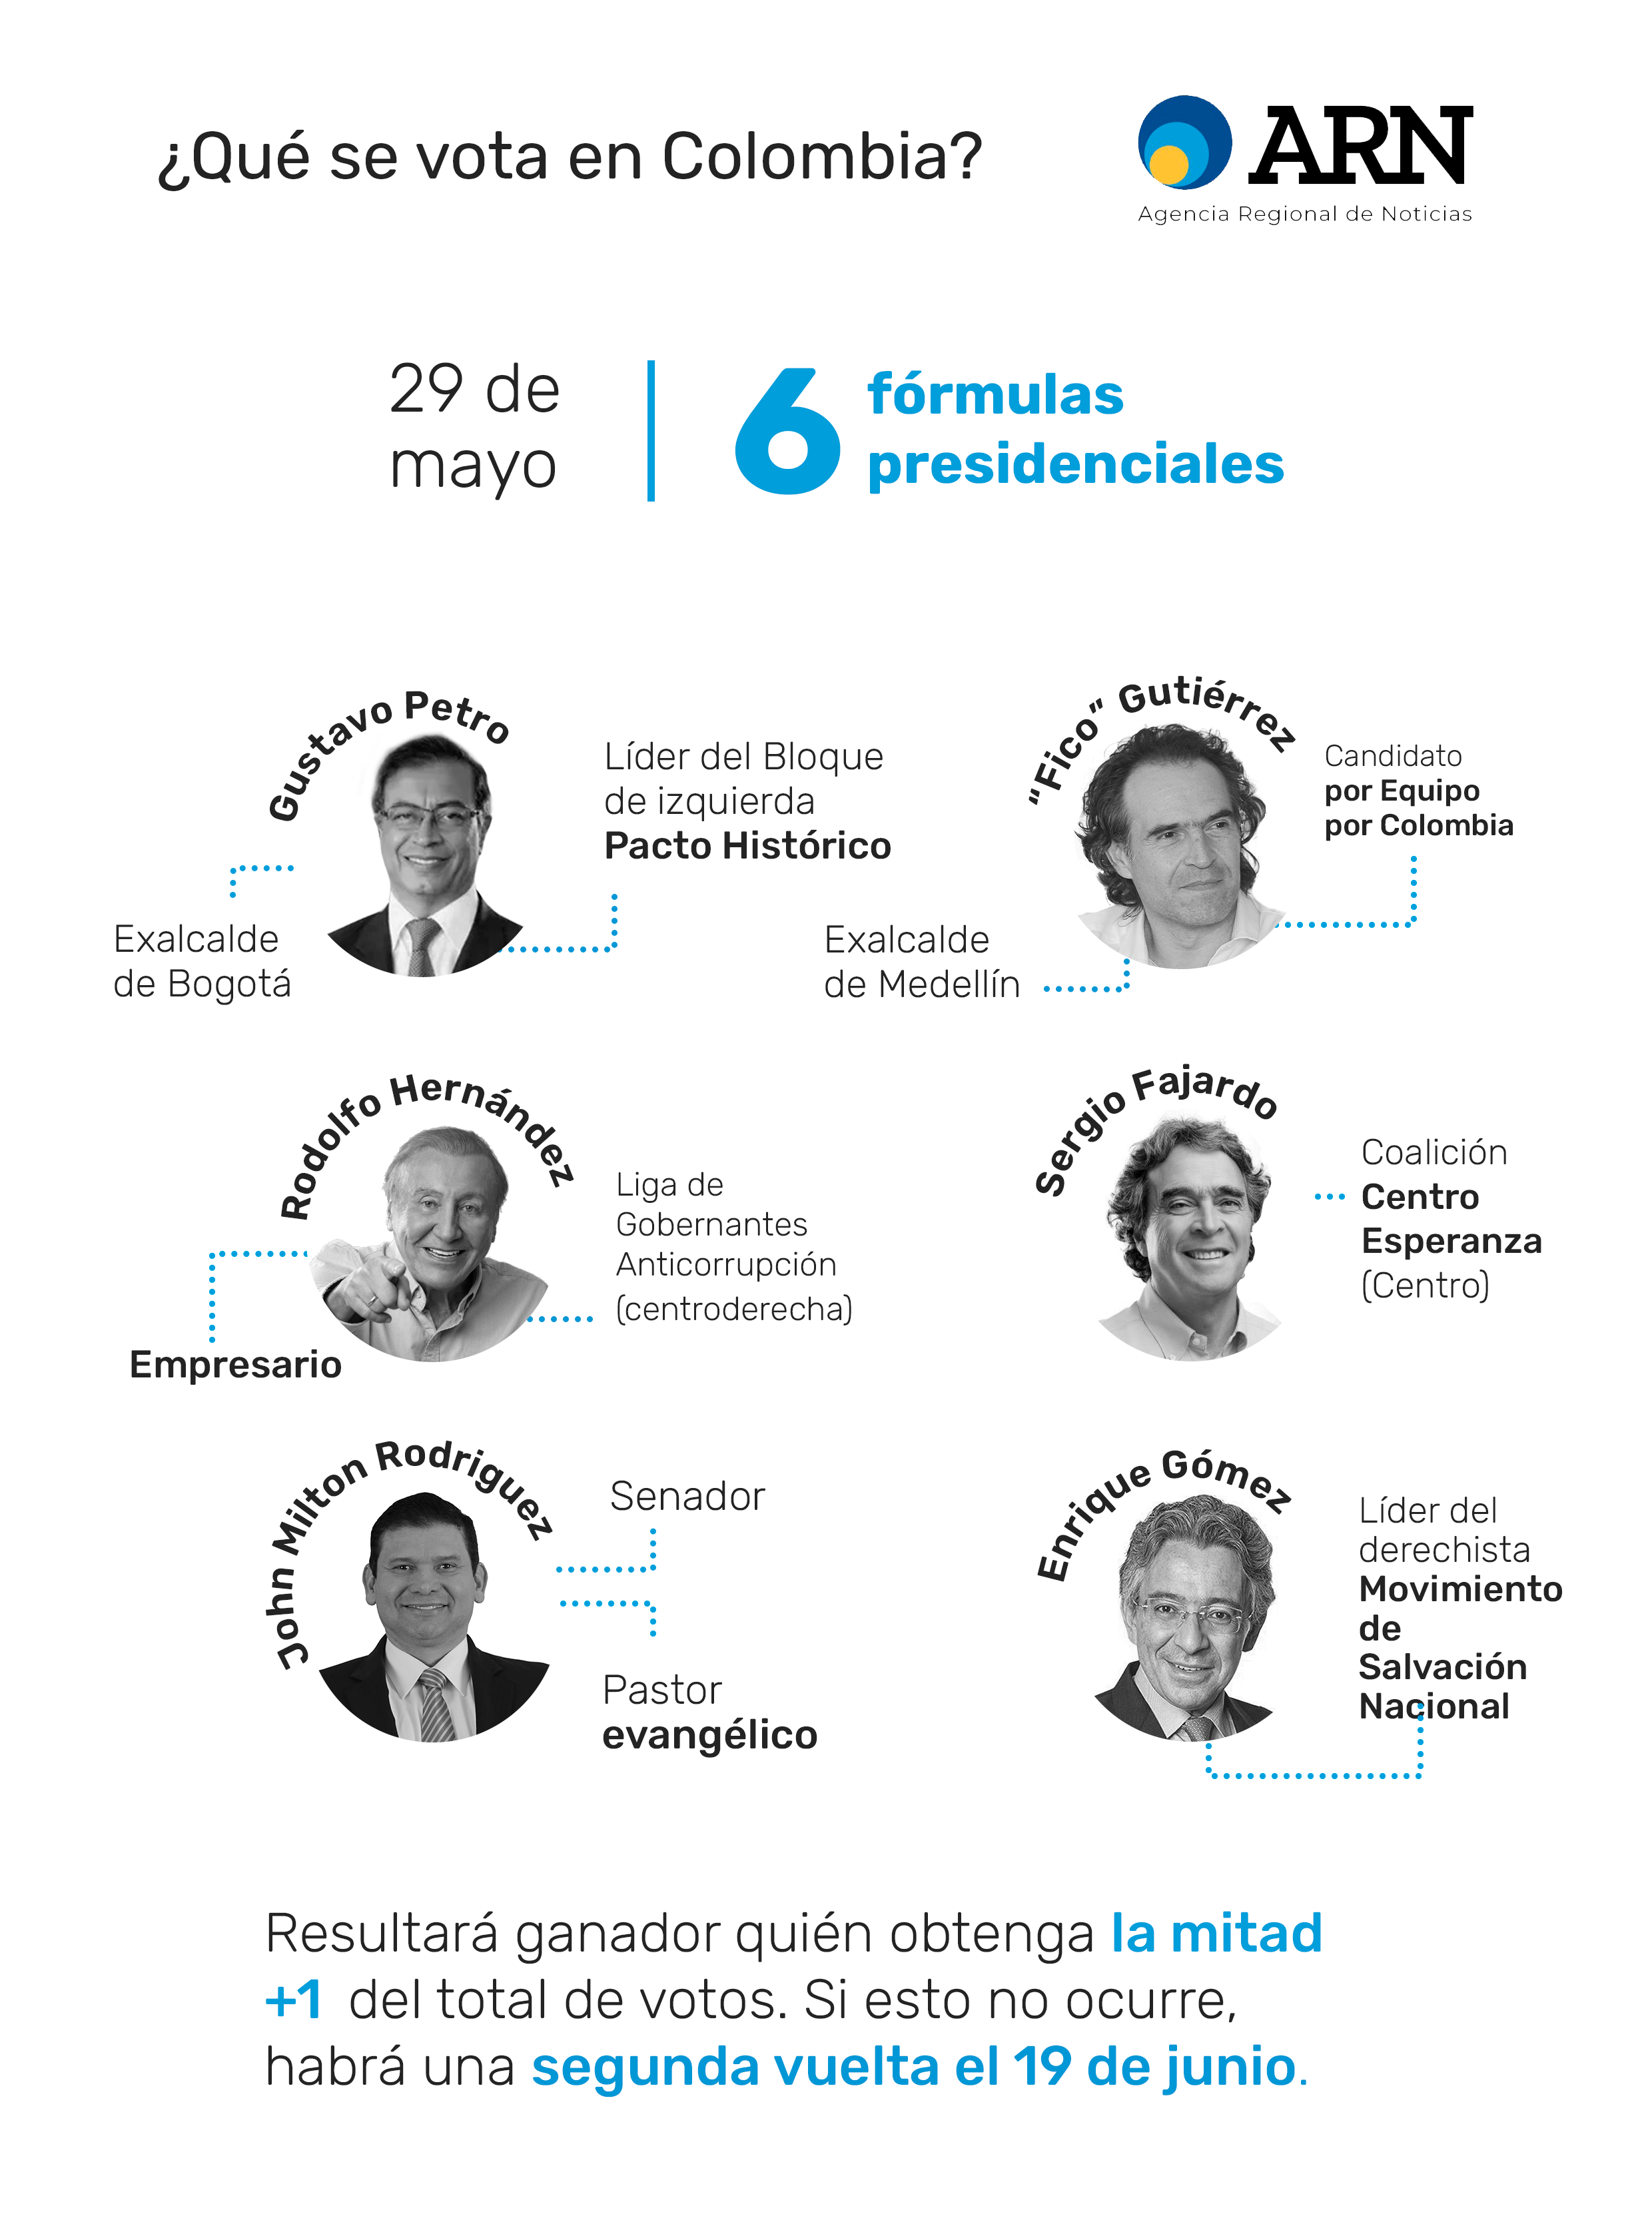 ¿Qué se vota en Colombia?
ARN
Agencia Regional de Noticias
29 de
mayo
6
fórmulas
presidenciales
Gustavo Petro
Líder del Bloque
de izquierda
Pacto Histórico
Exalcalde
de Bogotá
“Fico” Gutiérrez
Candidato
por Equipo
por Colombia
Exalcalde
de Medellín
Rodolfo Hernández
Liga de
Gobernantes
Anticorrupción
(centroderecha)
Empresario
Sergio Fajardo
Coalición
Centro
Esperanza
(Centro)
John Milton Rodriguez
Senador
Pastor
evangélico
Enrique Gómez
Líder del
derechista
Movimiento
de
Salvación
Nacional
Resultará ganador quién obtenga la mitad
+1 del total de votos. Si esto no ocurre,
habrá una segunda vuelta el 19 de junio.